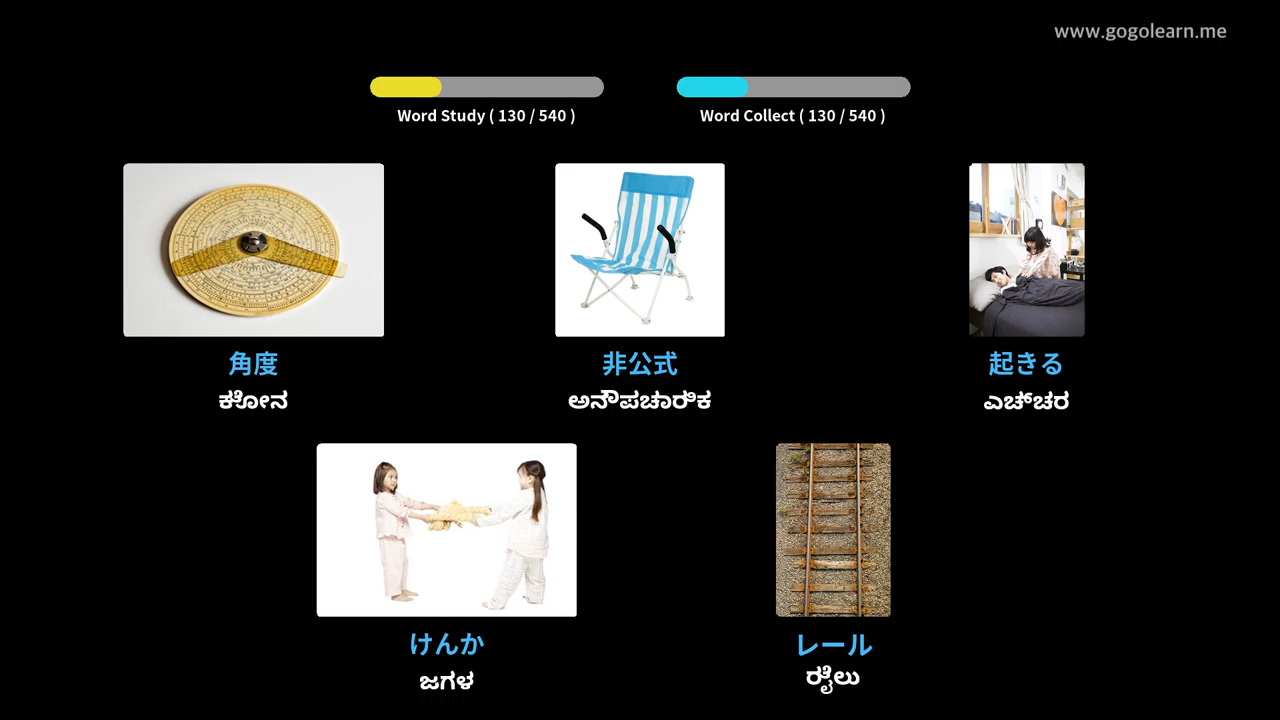 www.gogolearn.me
Word Study ( 130 / 540 )
Word Collect ( 130 / 540 )
角度
ಕೋನ
非公式
ಅನೌಪಚಾರಿಕ
起きる
ಎಚ್ಚರ
けんか
ಜಗಳ
レール
ರೈಲು